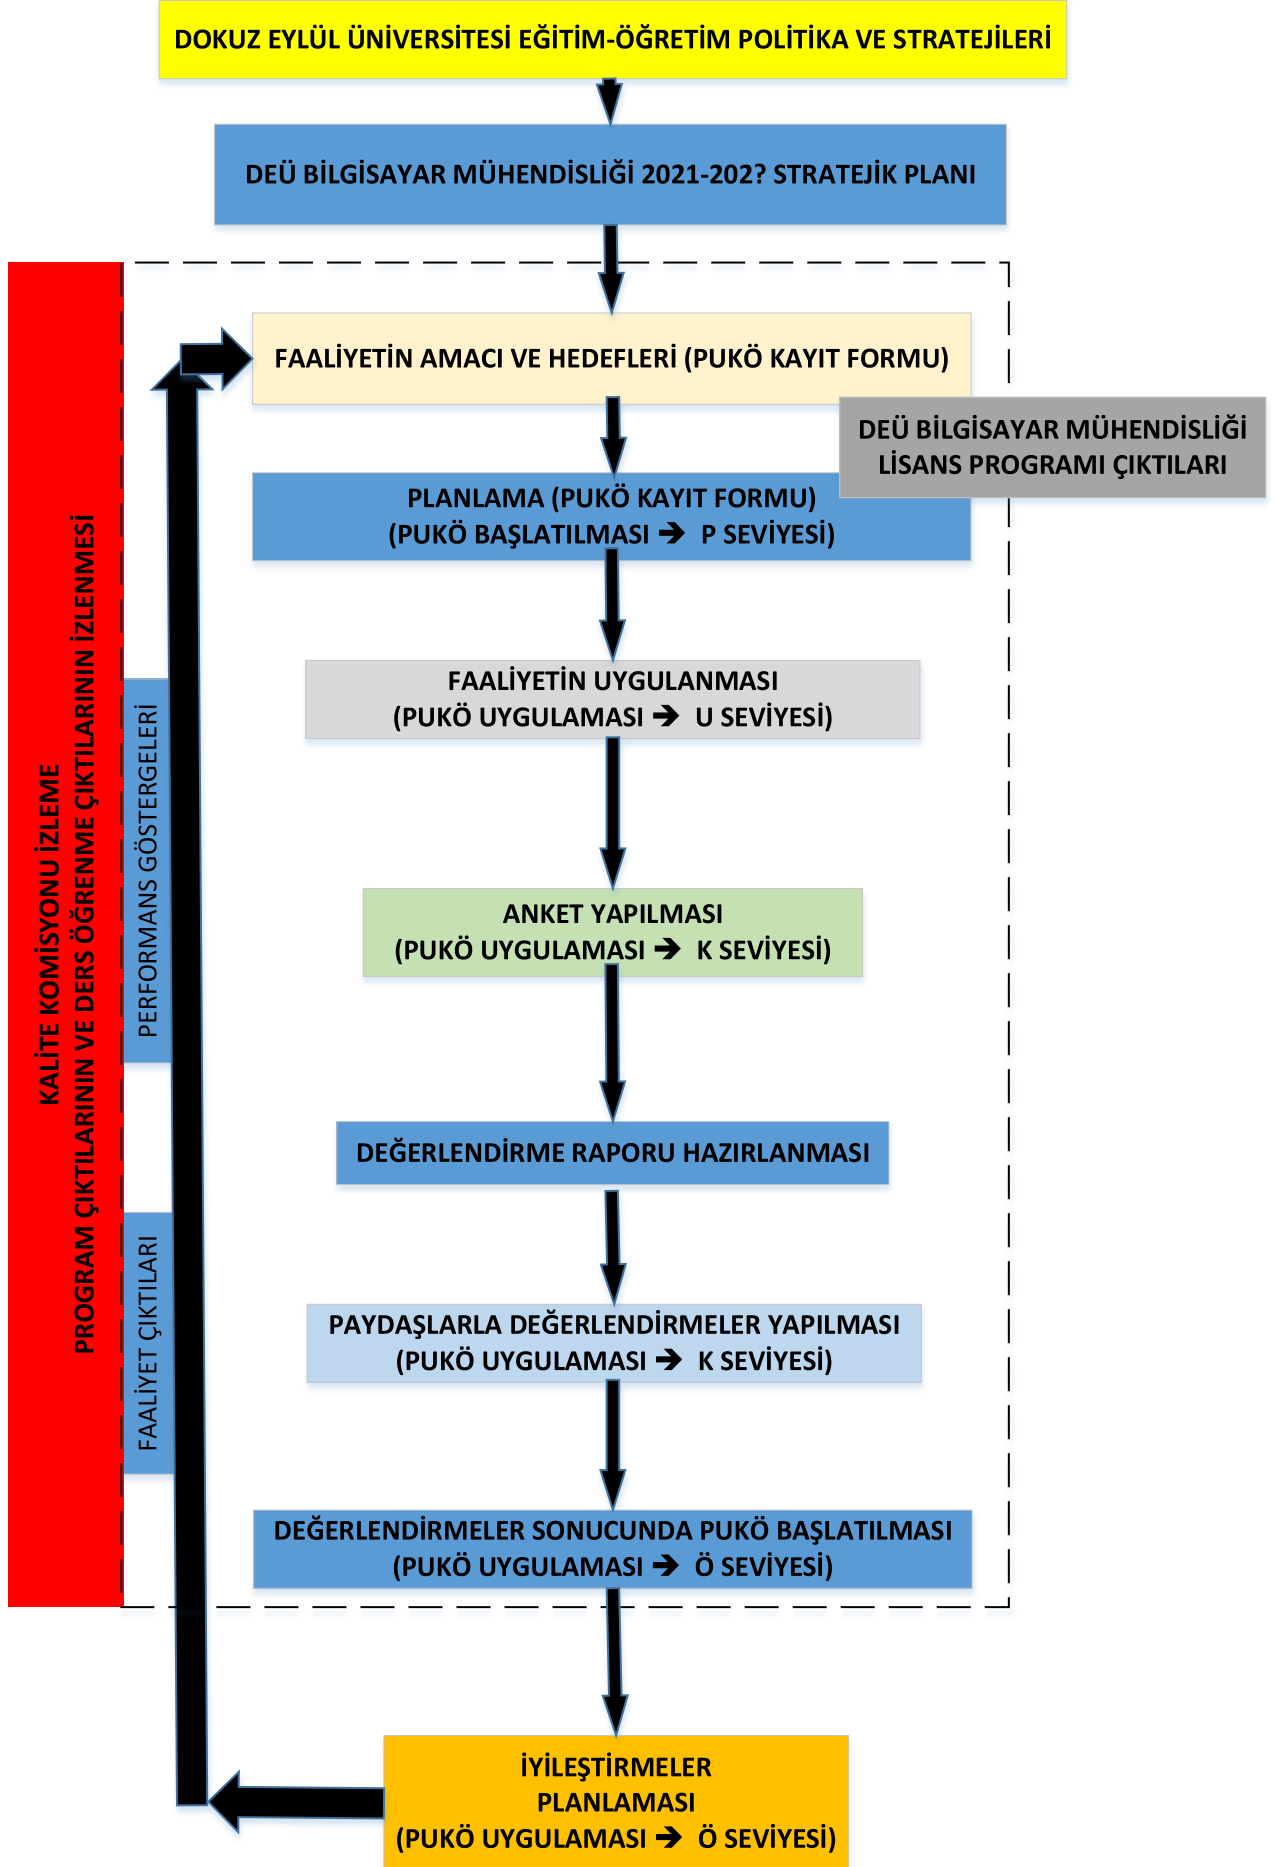 DOKUZ EYLÜL ÜNİVERSİTESİ EĞİTİM-ÖĞRETİM POLİTİKA VE STRATEJİLERİ
DEÜ BİLGİSAYAR MÜHENDİSLİĞİ 2021-202? STRATEJİK PLANI
FAALİYETİN AMACI VE HEDEFLERİ (PUKÖ KAYIT FORMU)
DEÜ BİLGİSAYAR MÜHENDİSLİĞİ
LİSANS PROGRAMI ÇIKTILARI
PLANLAMA (PUKÖ KAYIT FORMU)
(PUKÖ BAŞLATILMASI ➔ P SEVİYESİ)
FAALİYETİN UYGULANMASI
(PUKÖ UYGULAMASI ➔ U SEVİYESİ)
ANKET YAPILMASI
(PUKÖ UYGULAMASI ➔ K SEVİYESİ)
DEĞERLENDİRME RAPORU HAZIRLANMASI
PAYDAŞLARLA DEĞERLENDİRMELER YAPILMASI
(PUKÖ UYGULAMASI ➔ K SEVİYESİ)
DEĞERLENDİRMELER SONUCUNDA PUKÖ BAŞLATILMASI
(PUKÖ UYGULAMASI ➔ Ö SEVİYESİ)
İYİLEŞTİRMELER
PLANLAMASI
(PUKÖ UYGULAMASI ➔ Ö SEVİYESİ)
KALİTE KOMİSYONU İZLEME
PROGRAM ÇIKTILARININ VE DERS ÖĞRENME ÇIKTILARININ İZLENMESİ
PERFORMANS GÖSTERGELERİ
FAALİYET ÇIKTILARI